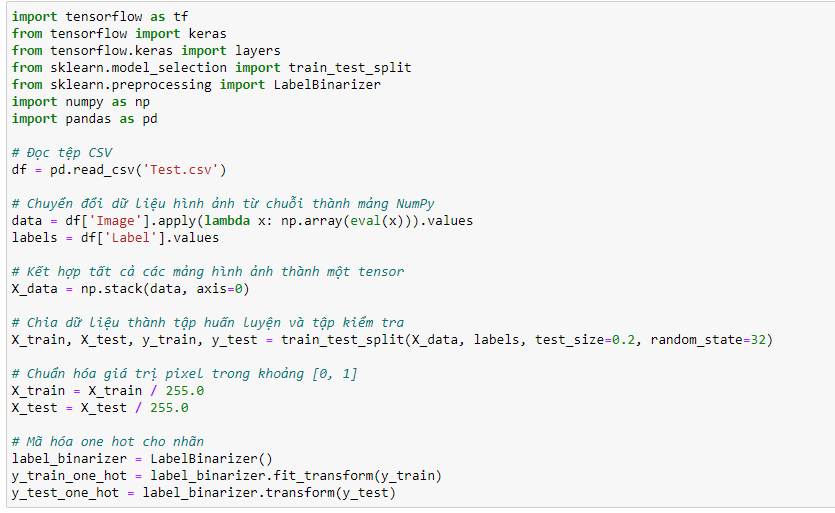 import tensorflow as tf
from tensorflow import keras
from tensorflow.keras import layers
from sklearn.model_selection import train_test_split
from sklearn.preprocessing import LabelBinarizer
import numpy as np
import pandas as pd
# Đọc tệp CSV
df = pd.read_csv('Test.csv')
# Chuyển đổi dữ liệu hình ảnh từ chuỗi thành mảng NumPy
data = df['Image'].apply(lambda x: np.array(eval(x))).values
labels = df['Label'].values
# Kết hợp tất cả các mảng hình ảnh thành một tensor
X_data = np.stack(data, axis=0)
# Chia dữ liệu thành tập huấn luyện và tập kiểm tra
X_train, X_test, y_train, y_test = train_test_split(X_data, labels, test_size=0.2, random_state=32)
# Chuẩn hóa giá trị pixel trong khoảng [0, 1]
X_train = X_train / 255.0
X_test = X_test / 255.0
# Mã hóa one hot cho nhãn
label_binarizer = LabelBinarizer()
y_train_one_hot = label_binarizer.fit_transform(y_train)
y_test_one_hot = label_binarizer.transform(y_test)